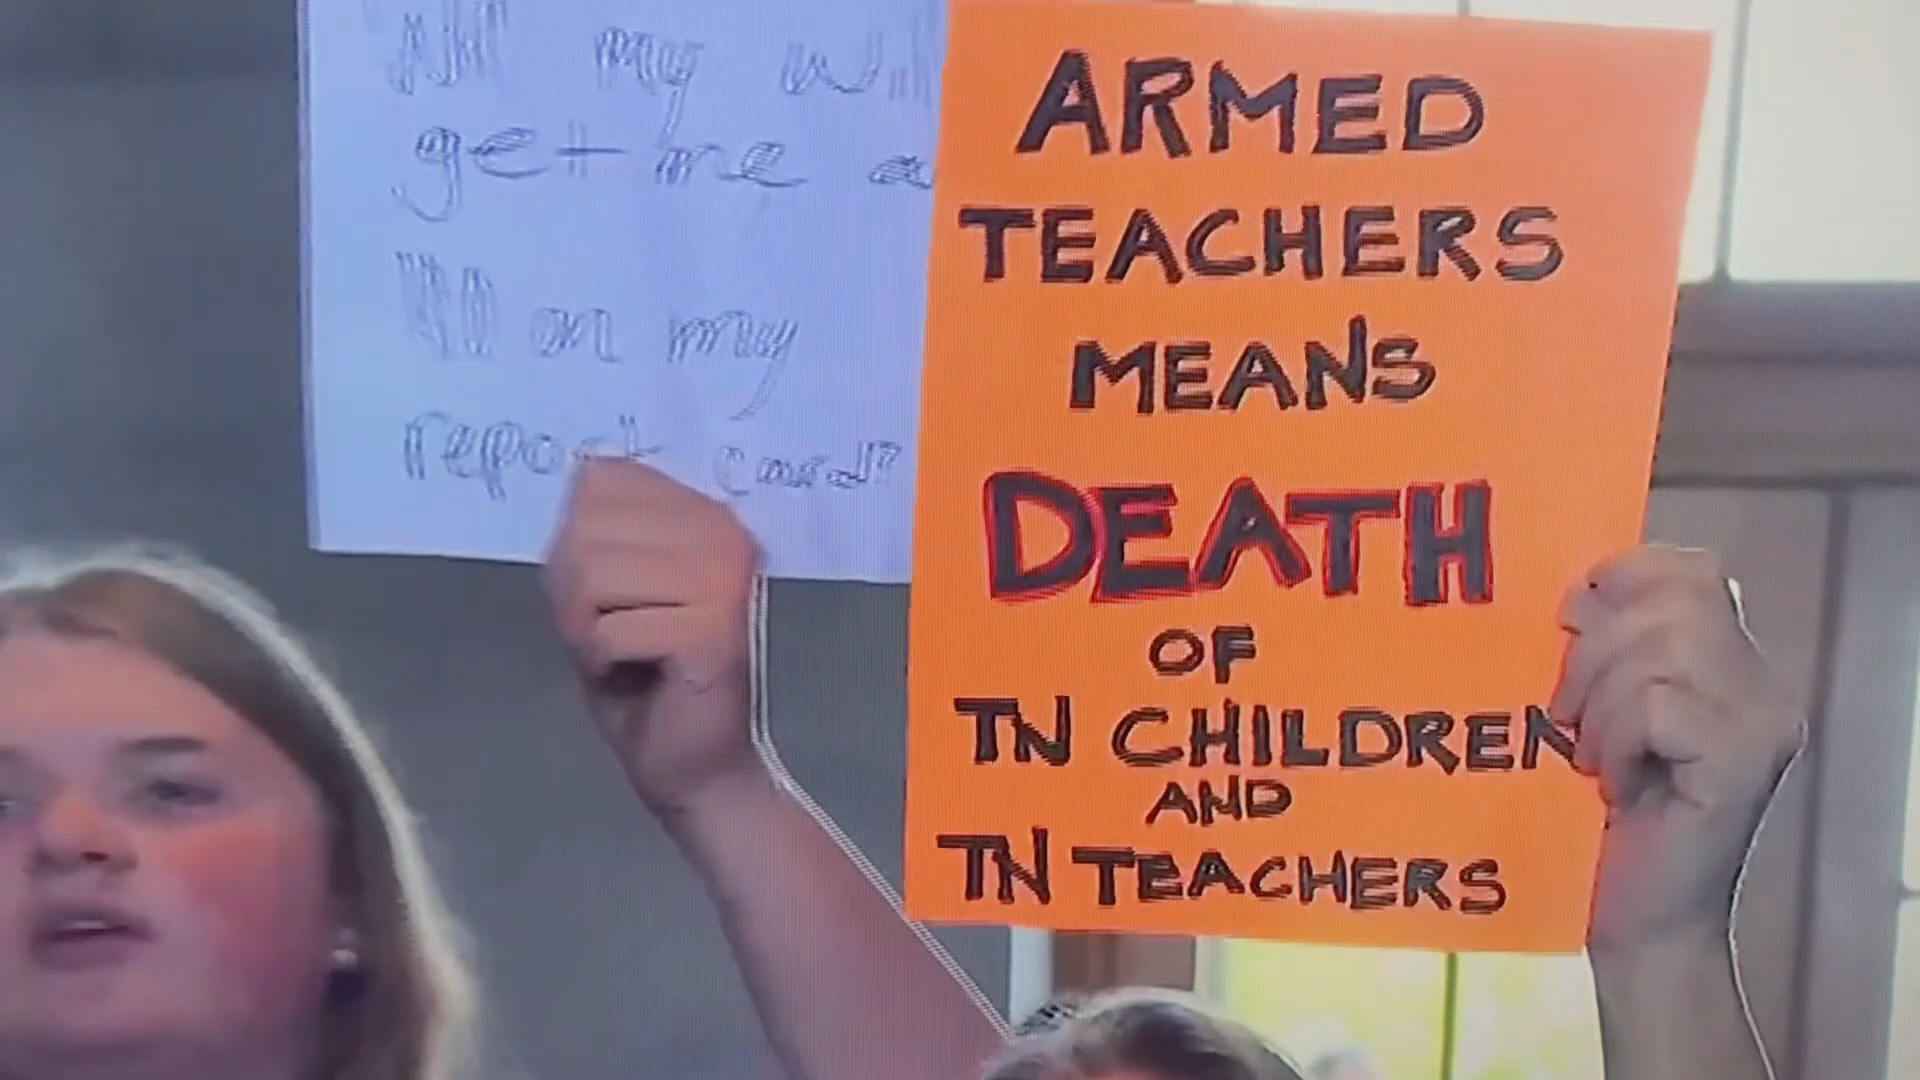 my
get me a
on my
report card?
ARMED
TEACHERS
MEANS
DEATH
OF
TN CHILDREN
AND
TN TEACHERS